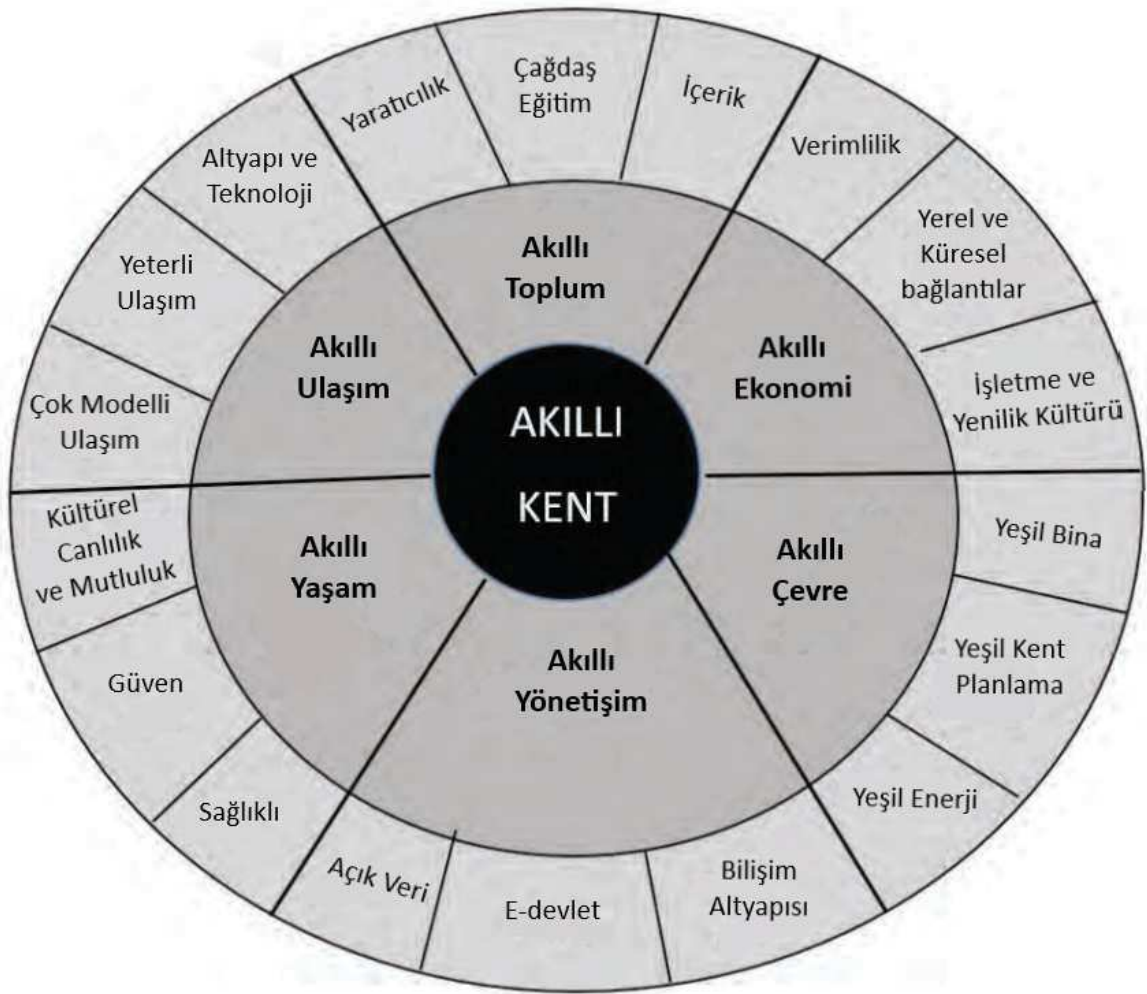 AKILLI
KENT
Akıllı
Toplum
Yaratıcılık
Çağdaş
Eğitim
İçerik
Akıllı
Ekonomi
Verimlilik
Yerel ve
Küresel
bağlantılar
İşletme ve
Yenilik Kültürü
Akıllı
Çevre
Yeşil Bina
Yeşil Kent
Planlama
Yeşil Enerji
Akıllı
Yönetişim
Bilişim
Altyapısı
E-devlet
Açık Veri
Akıllı
Yaşam
Sağlıklı
Güven
Kültürel
Canlılık
ve Mutluluk
Akıllı
Ulaşım
Çok Modelli
Ulaşım
Yeterli
Ulaşım
Altyapı ve
Teknoloji